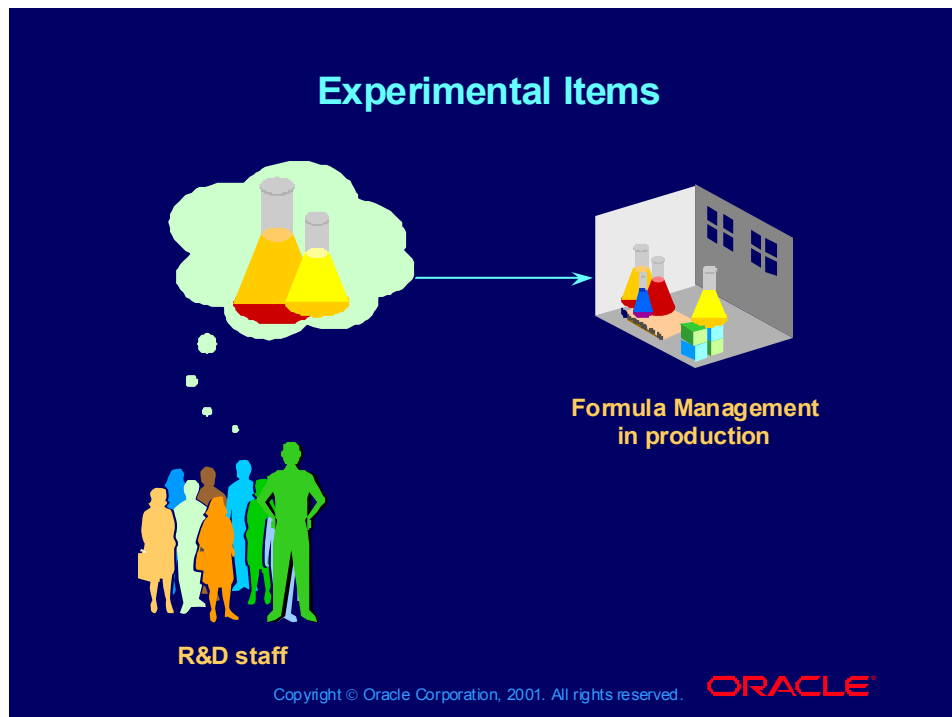 Experimental Items
Formula Management
in production
R&D staff
Copyright © Oracle Corporation, 2001. All rights reserved.
ORACLE®